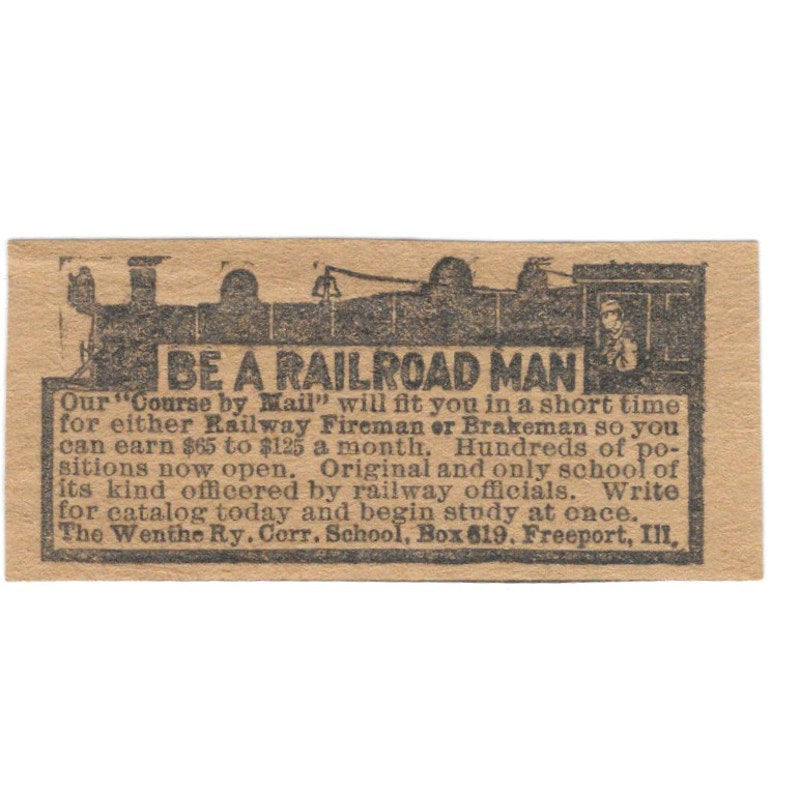 BE A RAILROAD MAN
Our "Course by Mail" will fit you in a short time
for either Railway Fireman or Brakeman so you
can earn $65 to $125 a month. Hundreds of po-
sitions now open. Original and only school of
its kind officered by railway officials. Write
for catalog today and begin study at once.
The Wenthe Ry. Corr. School, Box 619, Freeport, Ill.